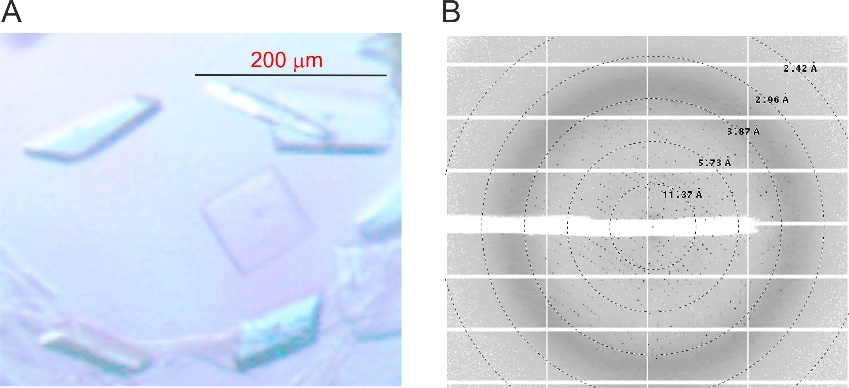 A
B
200 µm
2.42 Å
2.96 Å
3.87 Å
5.73 Å
11.37 Å